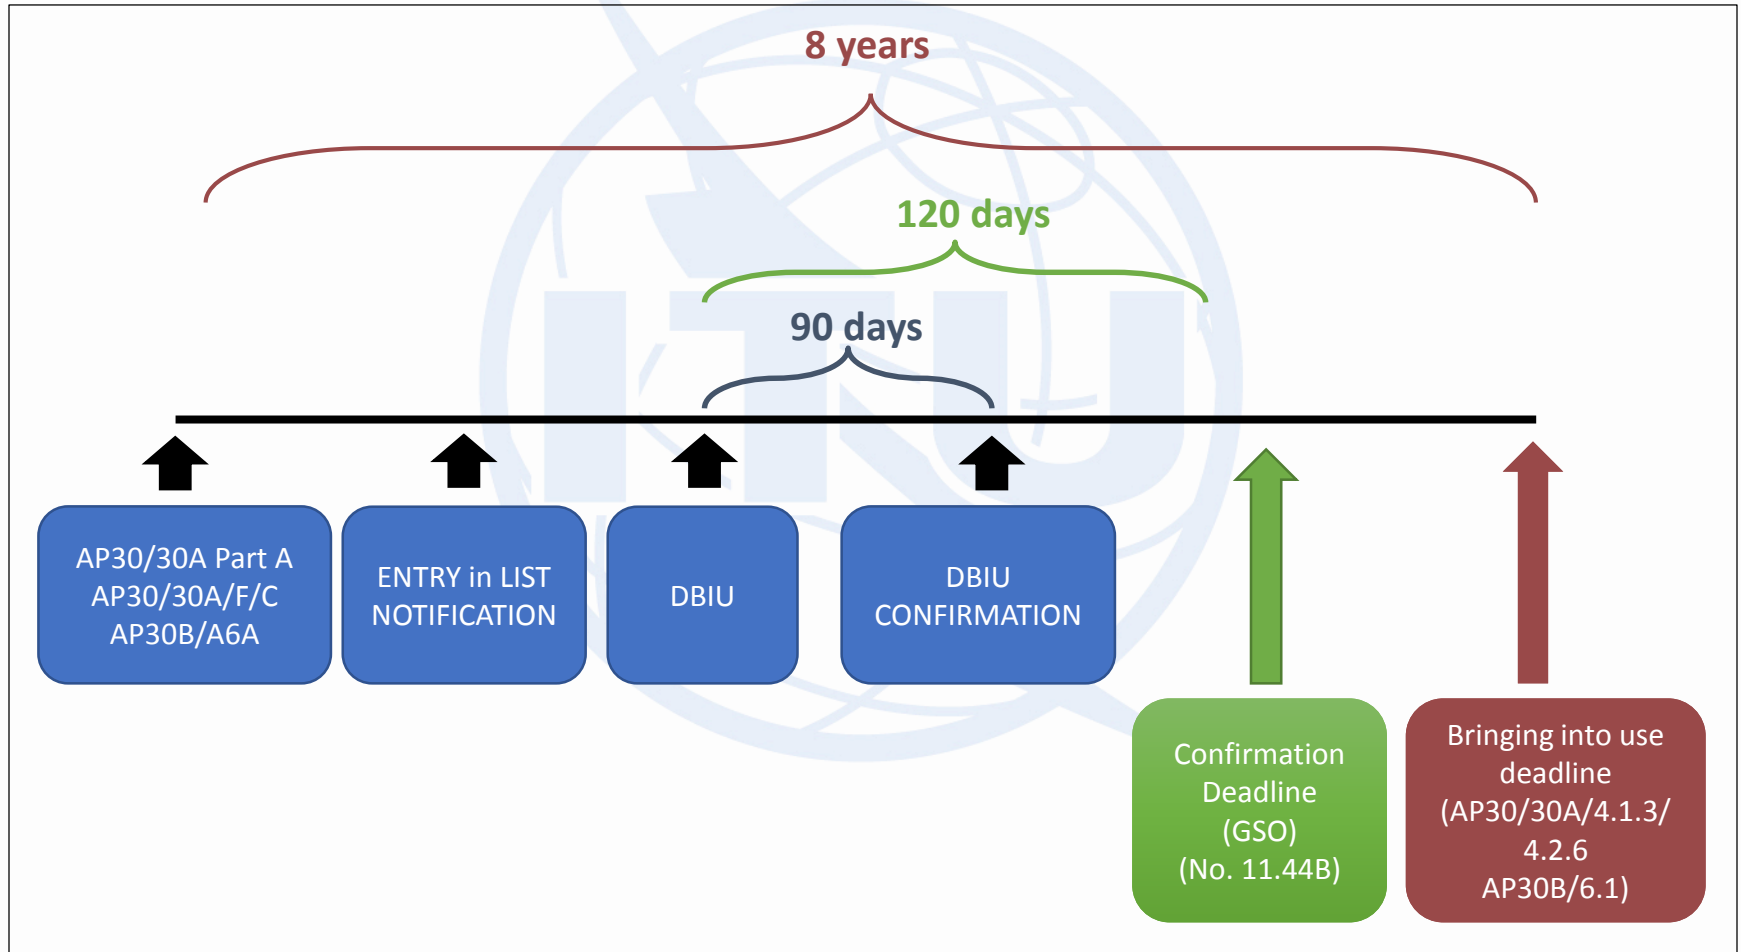 8 years
120 days
90 days
ITU
AP30/30A Part A
AP30/30A/F/C
AP30B/A6A
ENTRY in LIST
NOTIFICATION
DBIU
DBIU
CONFIRMATION
Confirmation
Deadline
(GSO)
(No. 11.44B)
Bringing into use
deadline
(AP30/30A/4.1.3/
4.2.6
AP30B/6.1)